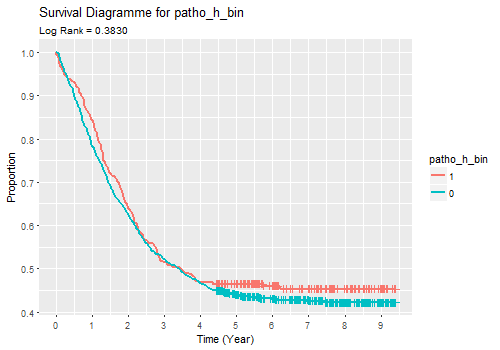 Survival Diagramme for patho_h_bin
Log Rank = 0.3830
1.0
0.9
0.8
0.7
0.6
0.5
0.4
Proportion
0 1 2 3 4 5 6 7 8 9
Time (Year)
patho_h_bin
1
0